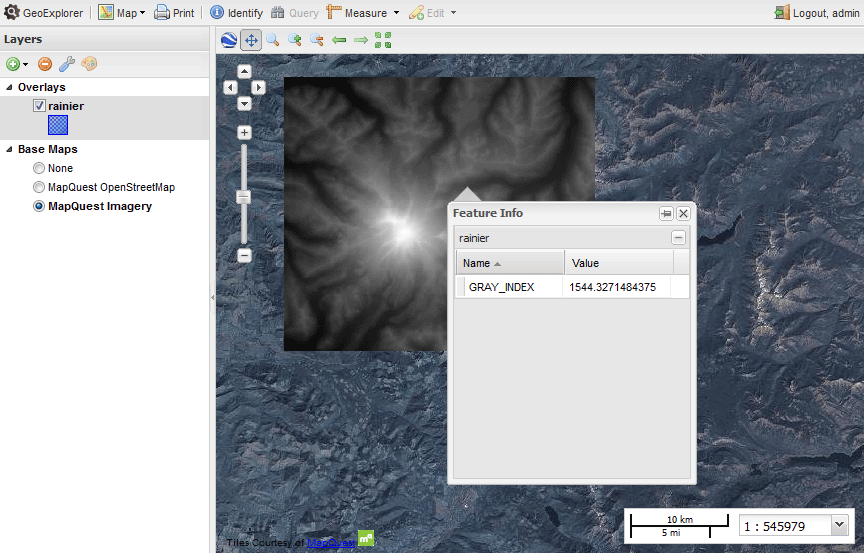 GeoExplorer Map Print Identify Query Measure Edit Logout, admin
Layers
Overlays
rainier
Base Maps
None
MapQuest OpenStreetMap
MapQuest Imagery
Feature Info
rainier
Name Value
GRAY_INDEX 1544.3271484375
10 km
5 mi
1 : 545979
Tiles Courtesy of MapQuest